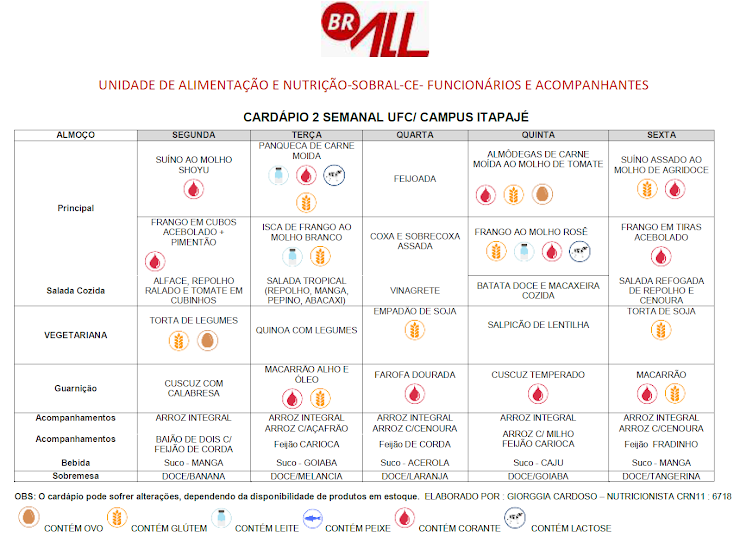 BR ALL
UNIDADE DE ALIMENTAÇÃO E NUTRIÇÃO-SOBRAL-CE- FUNCIONÁRIOS E ACOMPANHANTES
CARDÁPIO 2 SEMANAL UFC/ CAMPUS ITAPAJÉ
ALMOÇO SEGUNDA TERÇA QUARTA QUINTA SEXTA
Principal
SUÍNO AO MOLHO
SHOYU
PANQUECA DE CARNE
MOIDA
FEIJOADA
ALMÔDEGAS DE CARNE
MOÍDA AO MOLHO DE TOMATE
SUÍNO ASSADO AO
MOLHO DE AGRIDOCE
FRANGO EM CUBOS
ACEBOLADO +
PIMENTÃO
ISCA DE FRANGO AO
MOLHO BRANCO
COXA E SOBRECOXA
ASSADA
FRANGO AO MOLHO ROSÊ
FRANGO EM TIRAS
ACEBOLADO
Salada Cozida
ALFACE, REPOLHO
RALADO E TOMATE EM
CUBINHOS
SALADA TROPICAL
(REPOLHO, MANGA,
PEPINO, ABACAXI)
VINAGRETE
BATATA DOCE E MACAXEIRA
COZIDA
SALADA REFOGADA
DE REPOLHO E
CENOURA
VEGETARIANA
TORTA DE LEGUMES
QUINOA COM LEGUMES
EMPADÃO DE SOJA
SALPICÃO DE LENTILHA
TORTA DE SOJA
Guarnição
CUSCUZ COM
CALABRESA
MACARRÃO ALHO E
ÓLEO
FAROFA DOURADA
CUSCUZ TEMPERADO
MACARRÃO
Acompanhamentos
ARROZ INTEGRAL
ARROZ INTEGRAL
ARROZ C/AÇAFRÃO
ARROZ INTEGRAL
ARROZ C/CENOURA
ARROZ INTEGRAL
ARROZ INTEGRAL
ARROZ C/CENOURA
Acompanhamentos
BAIÃO DE DOIS C/
FEIJÃO DE CORDA
Feijão CARIOCA
Feijão DE CORDA
ARROZ C/ MILHO
FEIJÃO CARIOCA
Feijão FRADINHO
Bebida Suco - MANGA Suco - GOIABA Suco - ACEROLA Suco - CAJU Suco - MANGA
Sobremesa DOCE/BANANA DOCE/MELANCIA DOCE/LARANJA DOCE/GOIABA DOCE/TANGERINA
OBS: O cardápio pode sofrer alterações, dependendo da disponibilidade de produtos em estoque. ELABORADO POR : GIORGGIA CARDOSO – NUTRICIONISTA CRN11 : 6718
CONTÉM OVO CONTÉM GLÚTEM CONTÉM LEITE CONTÉM PEIXE CONTÉM CORANTE CONTÉM LACTOSE